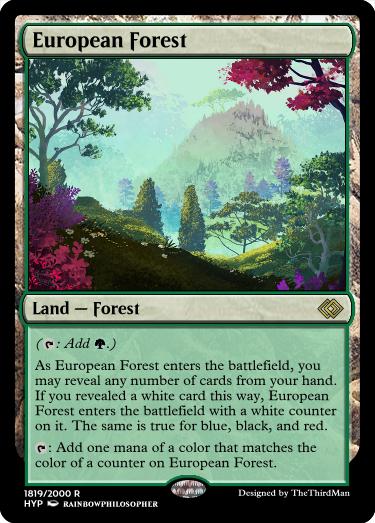 European Forest
Land — Forest
(: Add .)
As European Forest enters the battlefield, you
may reveal any number of cards from your hand.
If you revealed a white card this way, European
Forest enters the battlefield with a white counter
on it. The same is true for blue, black, and red.
: Add one mana of a color that matches the
color of a counter on European Forest.
1819/2000 R
HYP RAINBOWPHILOSOPHER
Designed by TheThirdMan